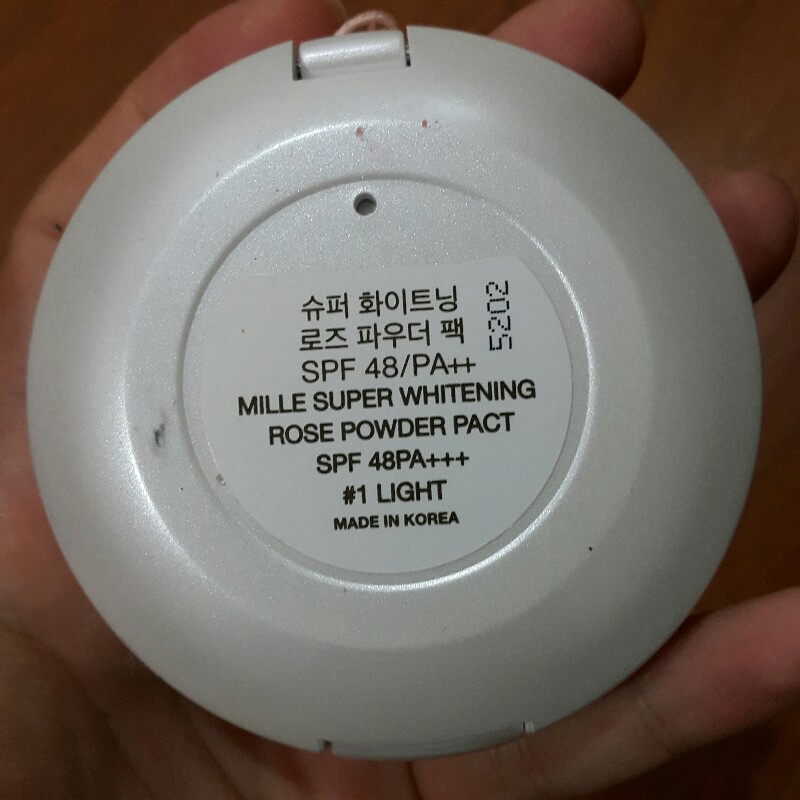 슈퍼 화이트닝
로즈 파우더 팩
5202
SPF 48/PA++
MILLE SUPER WHITENING
ROSE POWDER PACT
SPF 48PA+++
#1 LIGHT
MADE IN KOREA